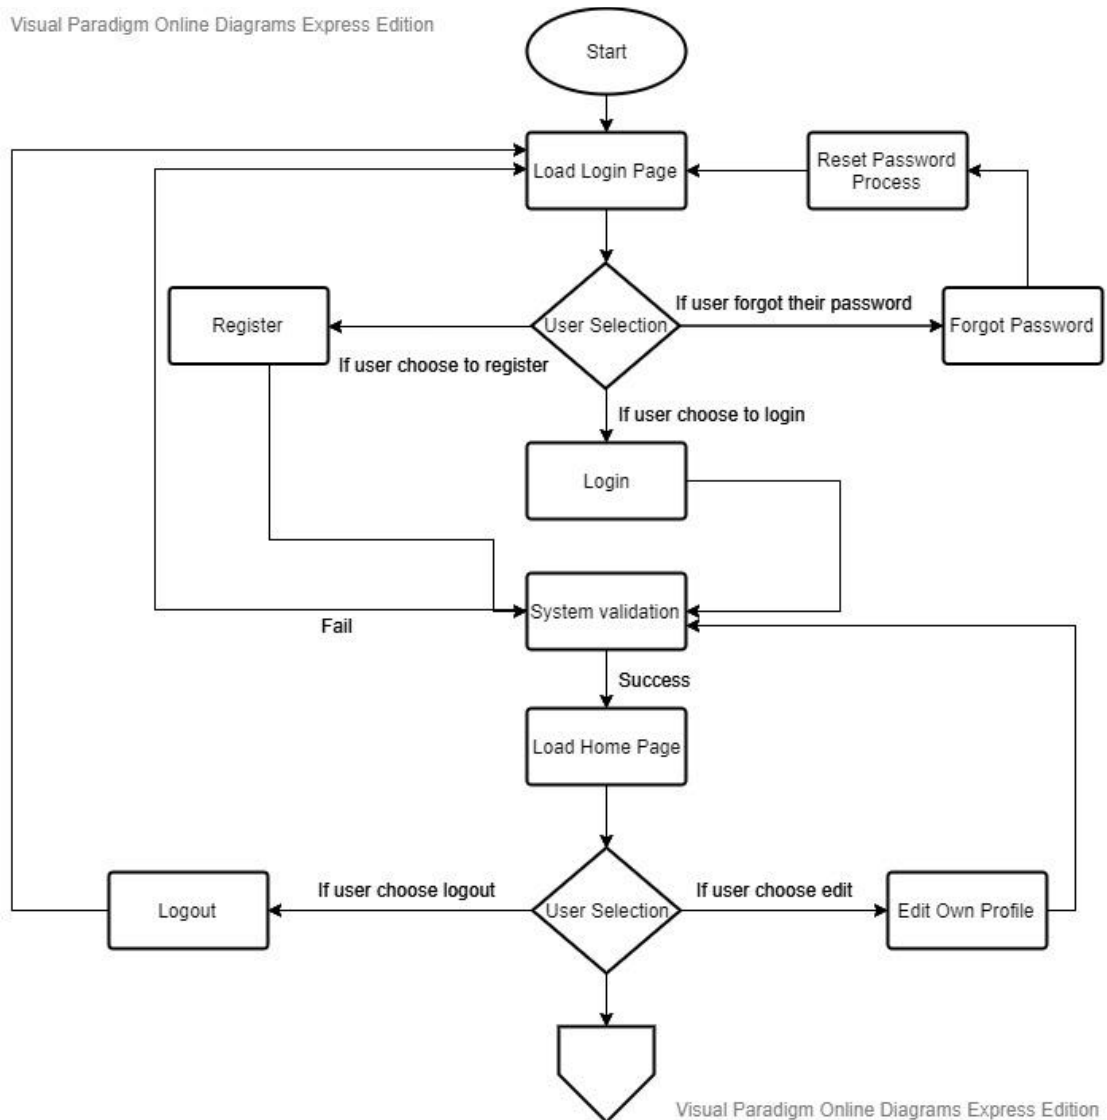 Visual Paradigm Online Diagrams Express Edition
Start
Load Login Page
Reset Password
Process
Register
User Selection
If user forgot their password
Forgot Password
If user choose to register
If user choose to login
Login
System validation
Fail
Success
Load Home Page
Logout
If user choose logout
User Selection
If user choose edit
Edit Own Profile
Visual Paradigm Online Diagrams Express Edition